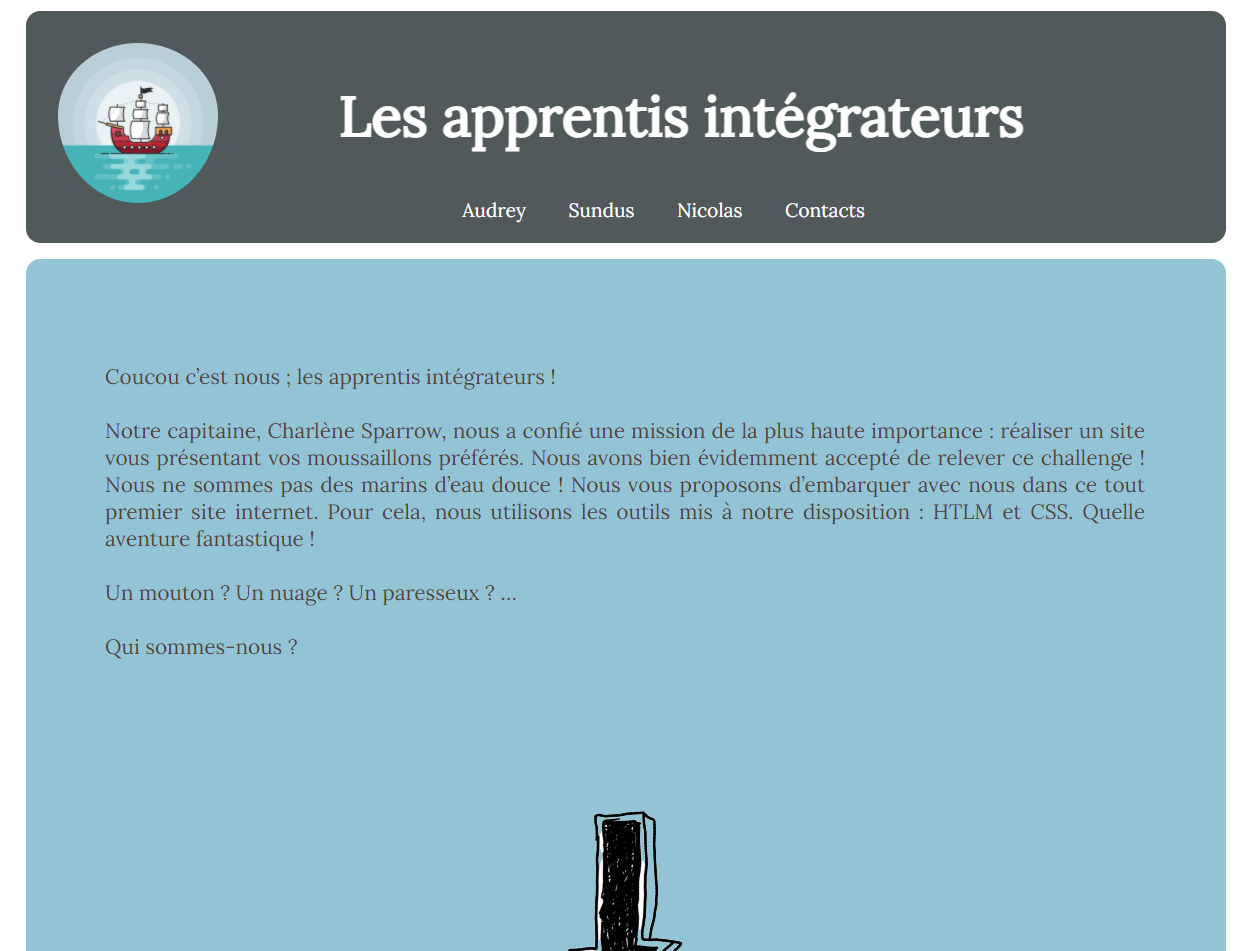 Les apprentis intégrateurs
Audrey Sundus Nicolas Contacts
Coucou c’est nous ; les apprentis intégrateurs !
Notre capitaine, Charlène Sparrow, nous a confié une mission de la plus haute importance : réaliser un site
vous présentant vos moussaillons préférés. Nous avons bien évidemment accepté de relever ce challenge !
Nous ne sommes pas des marins d’eau douce ! Nous vous proposons d’embarquer avec nous dans ce tout
premier site internet. Pour cela, nous utilisons les outils mis à notre disposition : HTLM et CSS. Quelle
aventure fantastique !
Un mouton ? Un nuage ? Un paresseux ? …
Qui sommes-nous ?